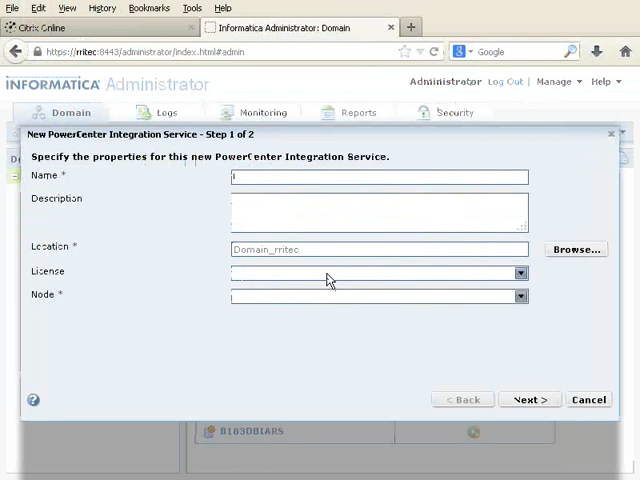 File Edit View History Bookmarks Tools Help
Citrix Online
Informatica Administrator: Domain
https://rritec:8443/administrator/index.html#admin
Google
INFORMATICA Administrator
Administrator Log Out Manage Help
Domain Logs Monitoring Reports Security
New PowerCenter Integration Service - Step 1 of 2
Specify the properties for this new PowerCenter Integration Service.
Name *
Description
Location * Domain_rritec Browse...
License
Node *
< Back Next > Cancel
B183DBIARS